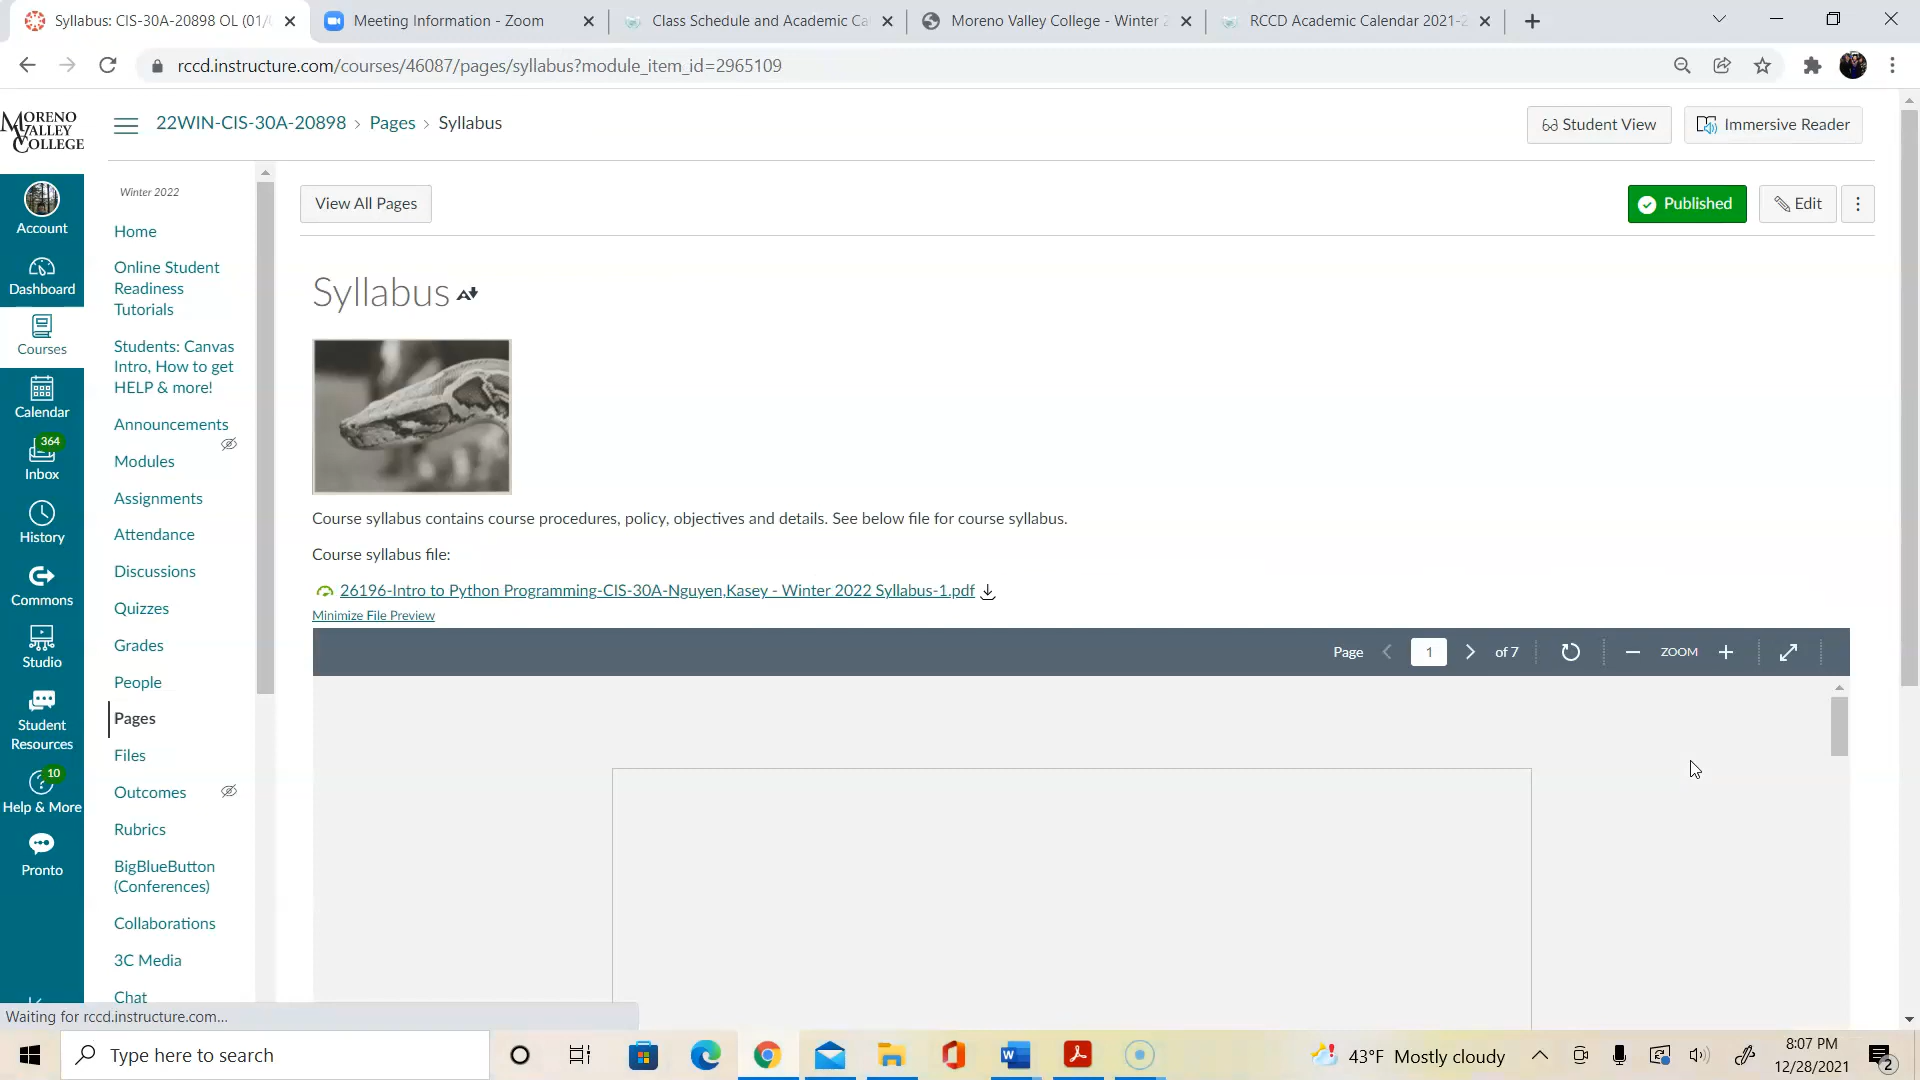 Syllabus: CIS-30A-20898 OL (01/
Meeting Information - Zoom
Class Schedule and Academic Ca
Moreno Valley College - Winter 2
RCCD Academic Calendar 2021-2
rccd.instructure.com/courses/46087/pages/syllabus?module_item_id=2965109
MORENO
VALLEY
COLLEGE
22WIN-CIS-30A-20898 › Pages › Syllabus
Student View
Immersive Reader
Account
Dashboard
Courses
Calendar
364
Inbox
History
Commons
Studio
Student
Resources
10
Help & More
Pronto
Winter 2022
Home
Online Student
Readiness
Tutorials
Students: Canvas
Intro, How to get
HELP & more!
Announcements
Modules
Assignments
Attendance
Discussions
Quizzes
Grades
People
Pages
Files
Outcomes
Rubrics
BigBlueButton
(Conferences)
Collaborations
3C Media
Chat
View All Pages
Published
Edit
Syllabus
Course syllabus contains course procedures, policy, objectives and details. See below file for course syllabus.
Course syllabus file:
26196-Intro to Python Programming-CIS-30A-Nguyen,Kasey - Winter 2022 Syllabus-1.pdf
Minimize File Preview
Page 1 of 7 ZOOM
Waiting for rccd.instructure.com...
Type here to search
43°F Mostly cloudy
8:07 PM
12/28/2021
2